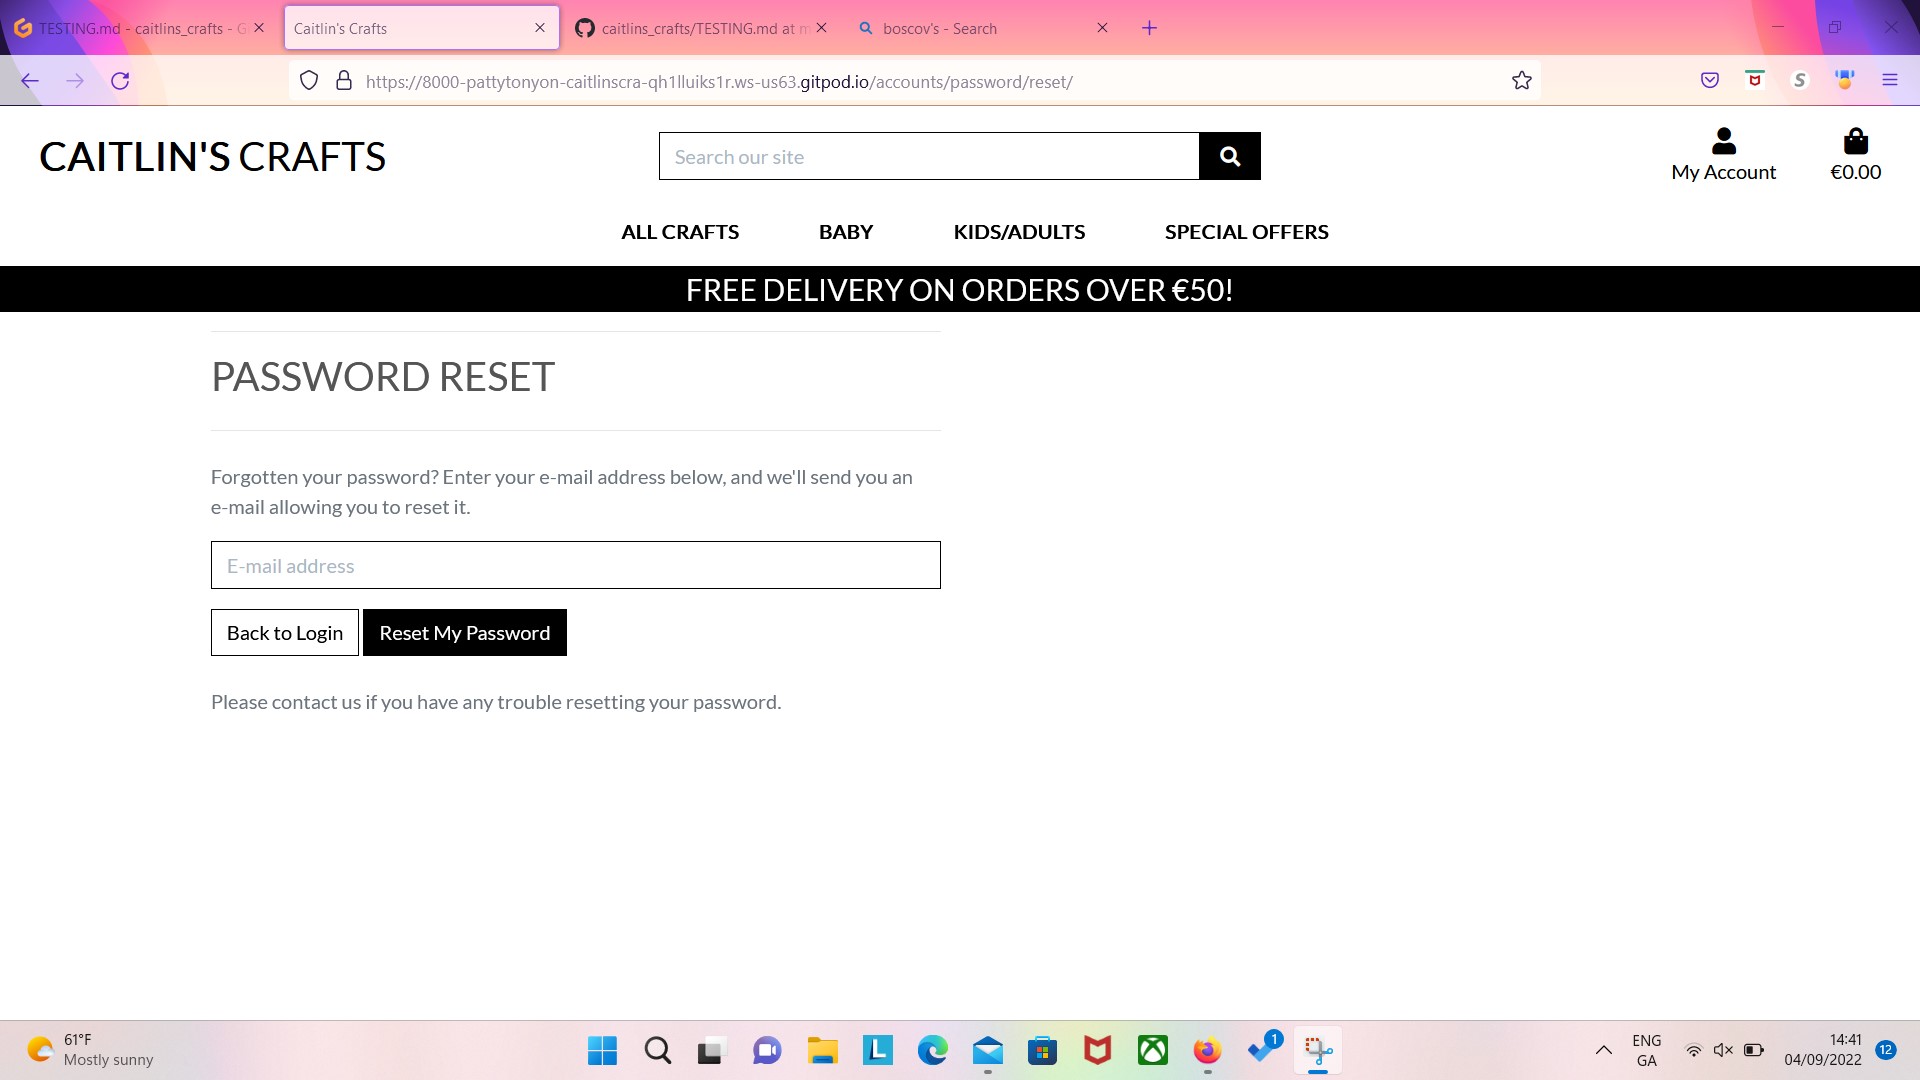 TESTING.md - caitlins_crafts - G
Caitlin's Crafts
caitlins_crafts/TESTING.md at m
boscov's - Search
https://8000-pattytonyon-caitlinscra-qh1lluiks1r.ws-us63.gitpod.io/accounts/password/reset/
CAITLIN'S CRAFTS
Search our site
My Account
€0.00
ALL CRAFTS
BABY
KIDS/ADULTS
SPECIAL OFFERS
FREE DELIVERY ON ORDERS OVER €50!
PASSWORD RESET
Forgotten your password? Enter your e-mail address below, and we'll send you an
e-mail allowing you to reset it.
E-mail address
Back to Login
Reset My Password
Please contact us if you have any trouble resetting your password.
61°F
Mostly sunny
1
ENG
GA
14:41
04/09/2022
12